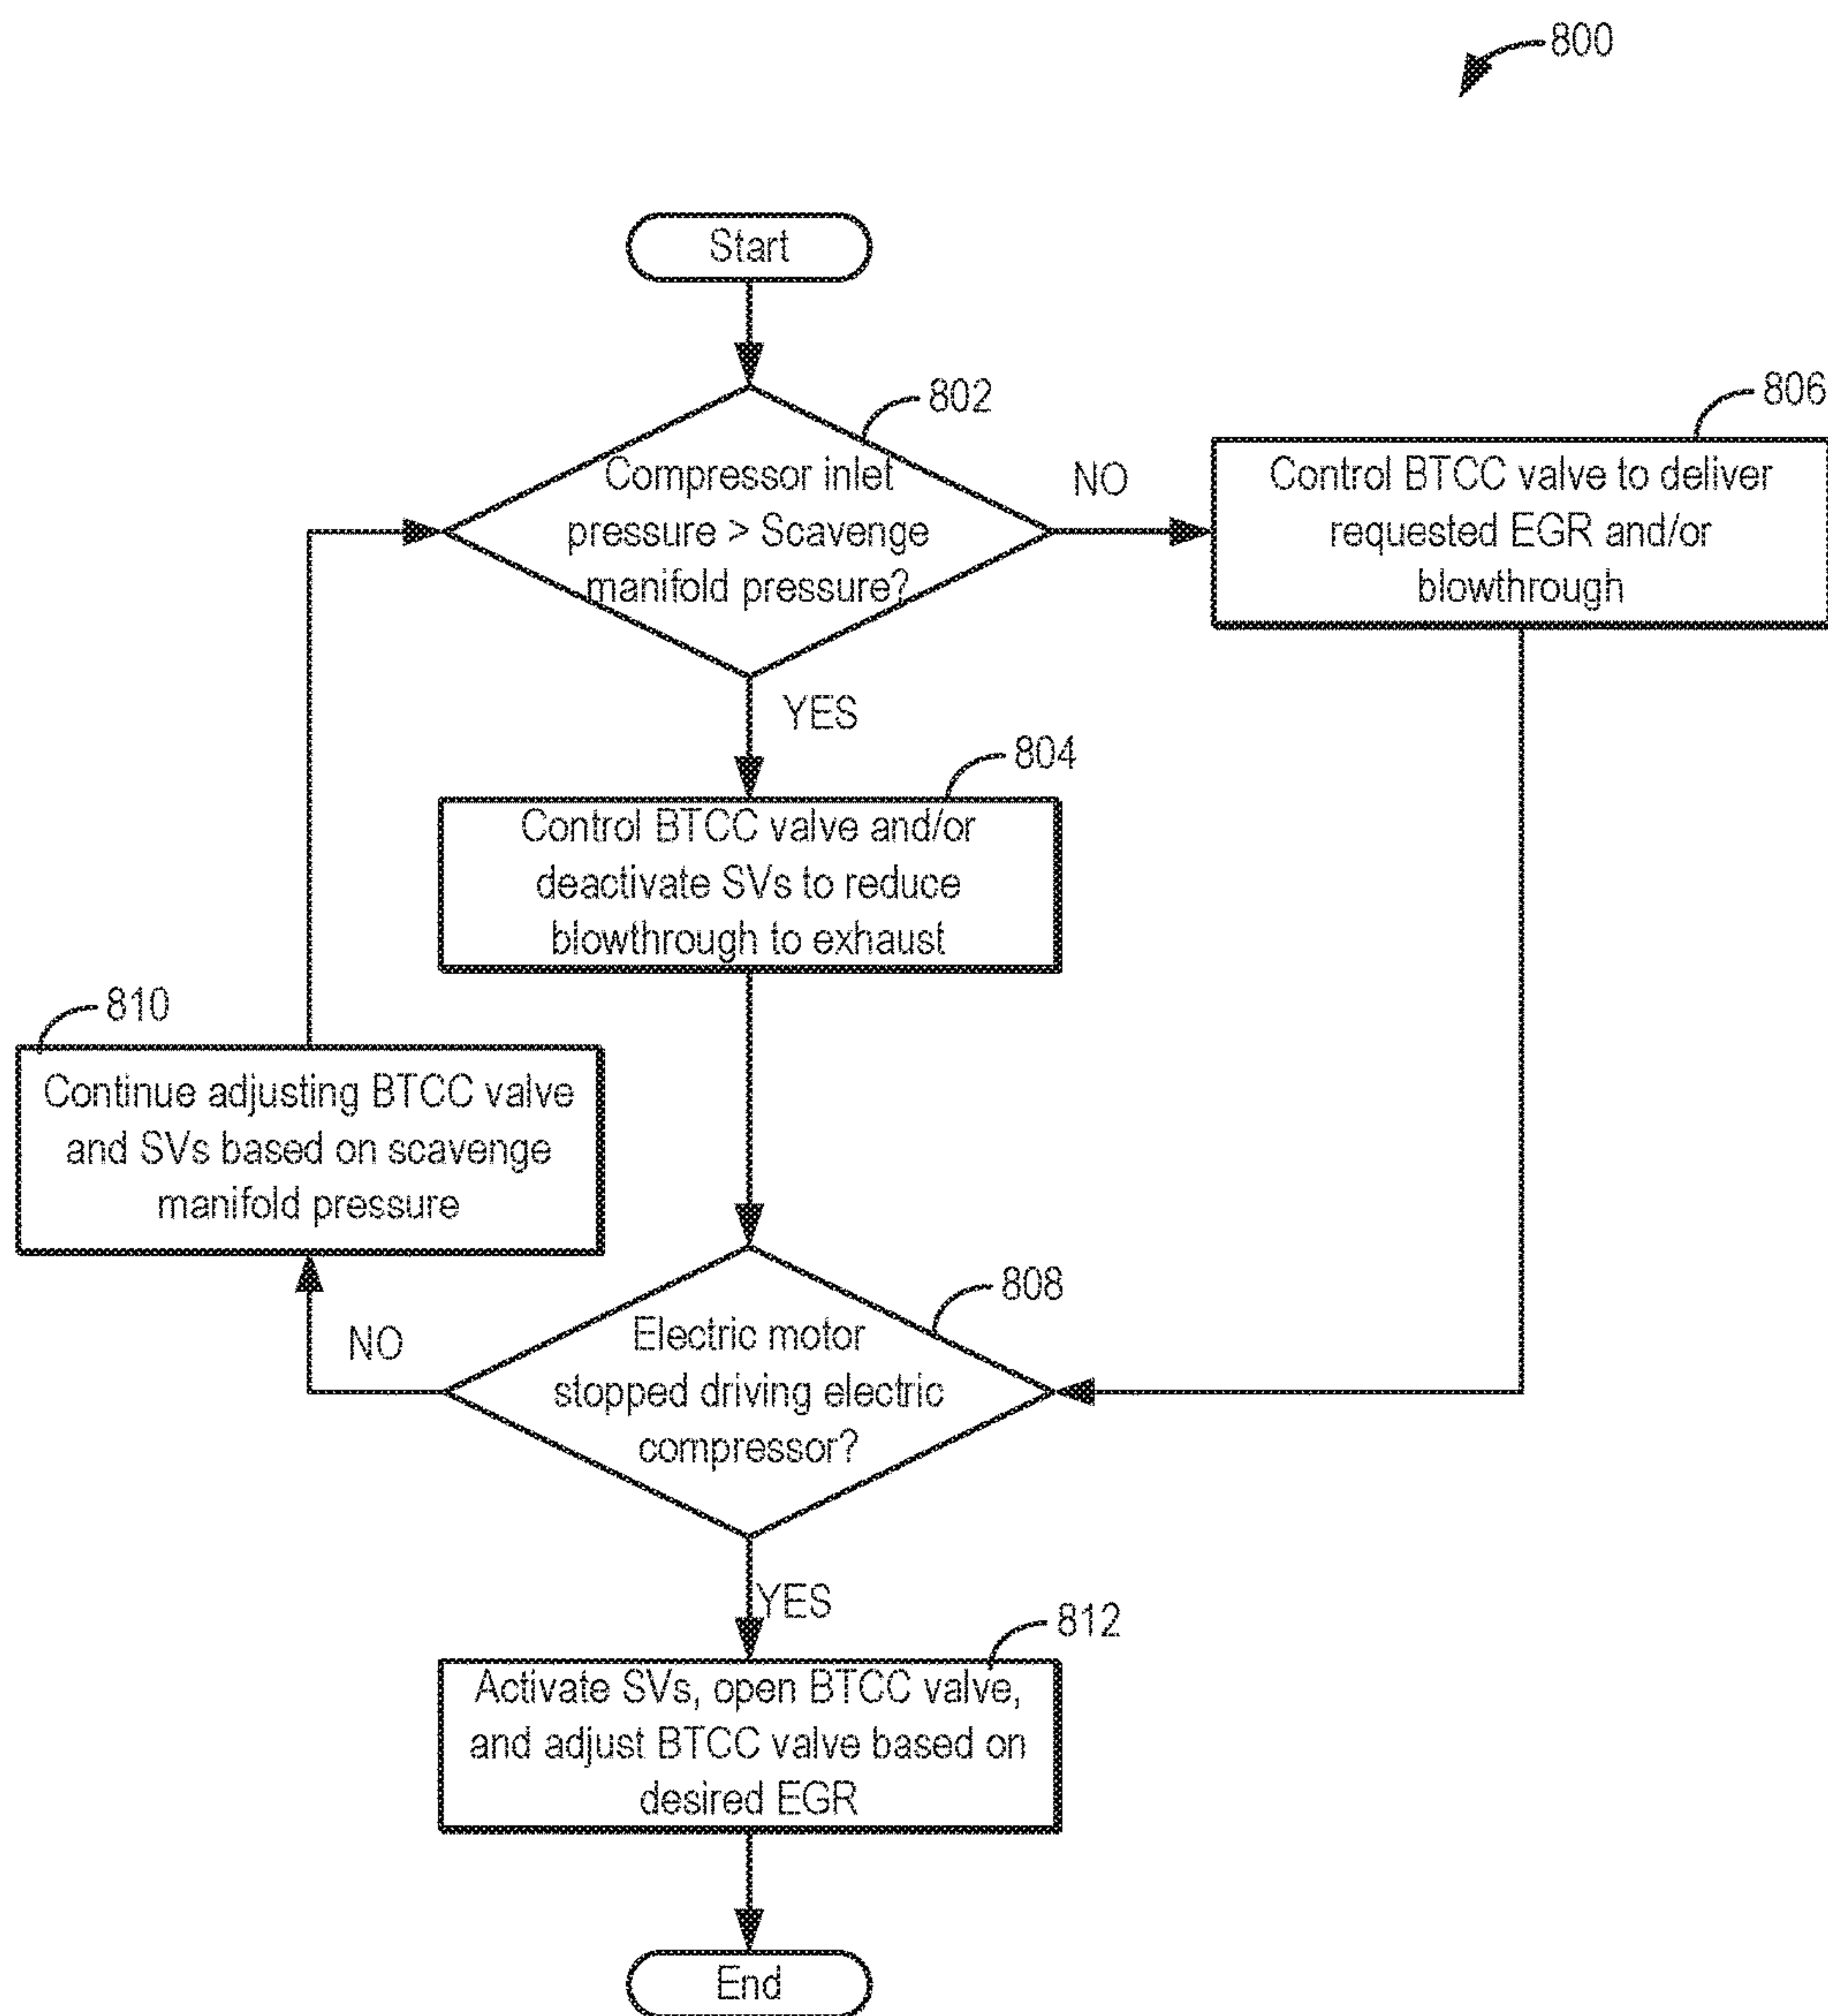 800
Start
802
Compressor inlet
pressure > Scavenge
manifold pressure?
NO
806
Control BTCC valve to deliver
requested EGR and/or
blowthrough
YES
804
Control BTCC valve and/or
deactivate SVs to reduce
blowthrough to exhaust
810
Continue adjusting BTCC valve
and SVs based on scavenge
manifold pressure
808
Electric motor
stopped driving electric
compressor?
NO
YES
812
Activate SVs, open BTCC valve,
and adjust BTCC valve based on
desired EGR
End